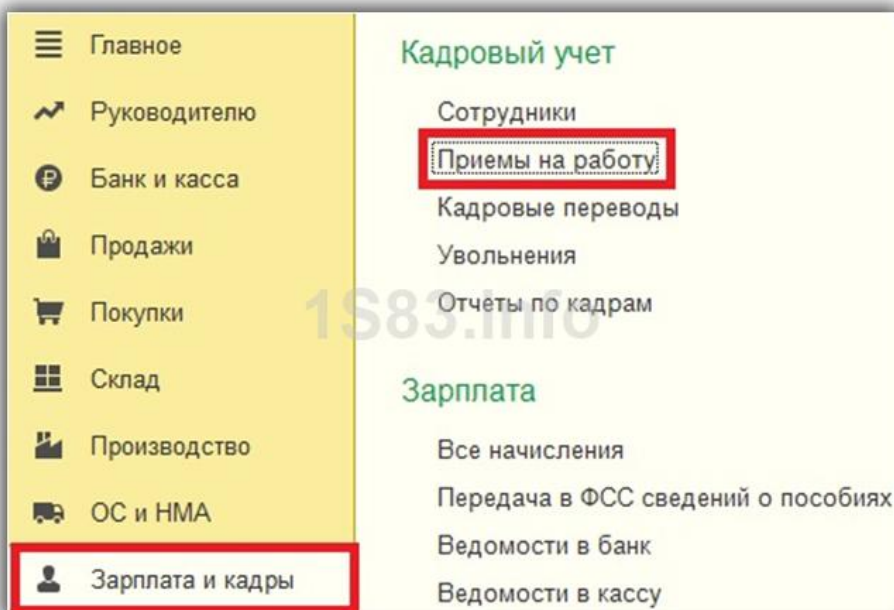 Главное
Руководителю
Банк и касса
Продажи
Покупки
Склад
Производство
ОС и НМА
Зарплата и кадры
Кадровый учет
Сотрудники
Приемы на работу
Кадровые переводы
Увольнения
Отчеты по кадрам
Зарплата
Все начисления
Передача в ФСС сведений о пособиях
Ведомости в банк
Ведомости в кассу
1S83.info